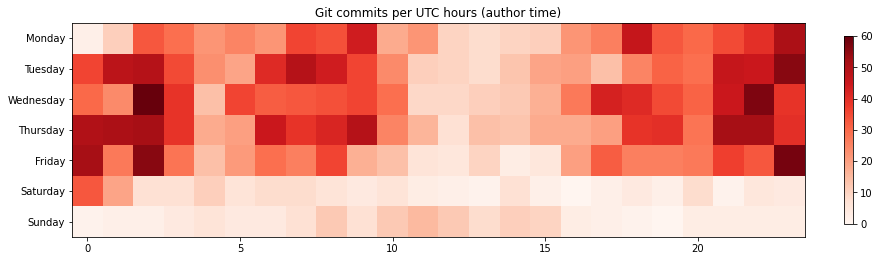 Git commits per UTC hours (author time)
Monday
Tuesday
Wednesday
Thursday
Friday
Saturday
Sunday
0 5 10 15 20
60
50
40
30
20
10
0